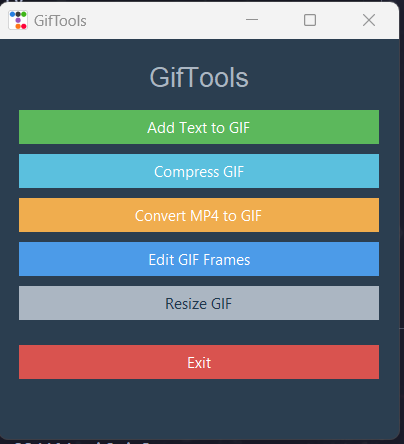 GifTools
GifTools
Add Text to GIF
Compress GIF
Convert MP4 to GIF
Edit GIF Frames
Resize GIF
Exit